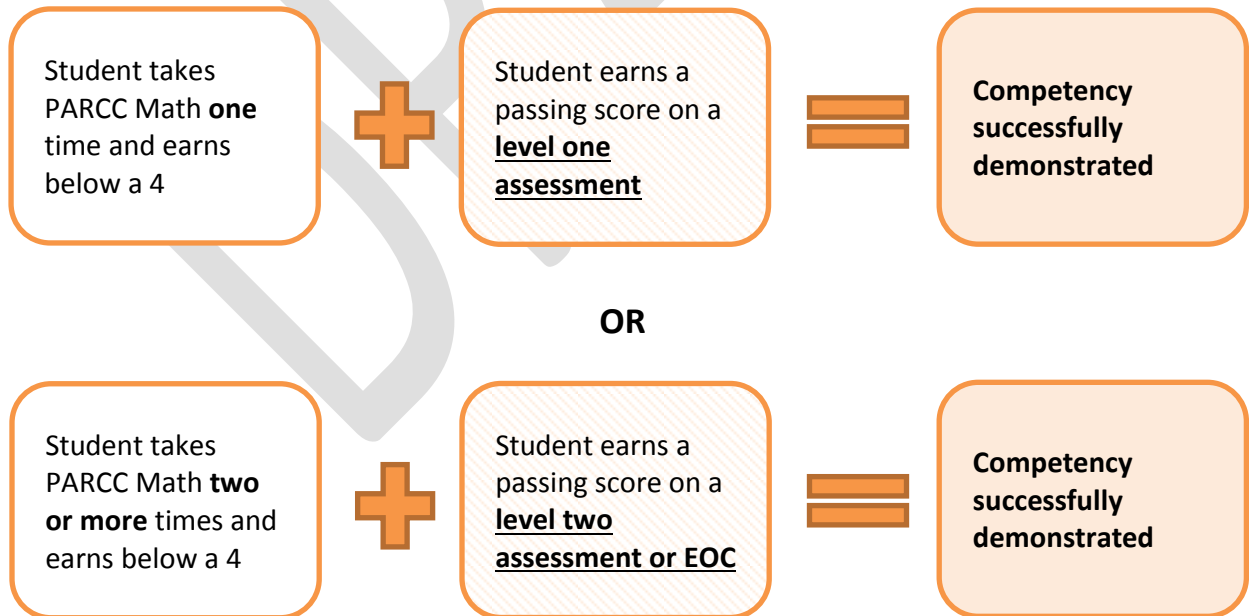 Student takes
PARCC Math one
time and earns
below a 4
Student earns a
passing score on a
level one
assessment
Competency
successfully
demonstrated
OR
Student takes
PARCC Math two
or more times and
earns below a 4
Student earns a
passing score on a
level two
assessment or EOC
Competency
successfully
demonstrated